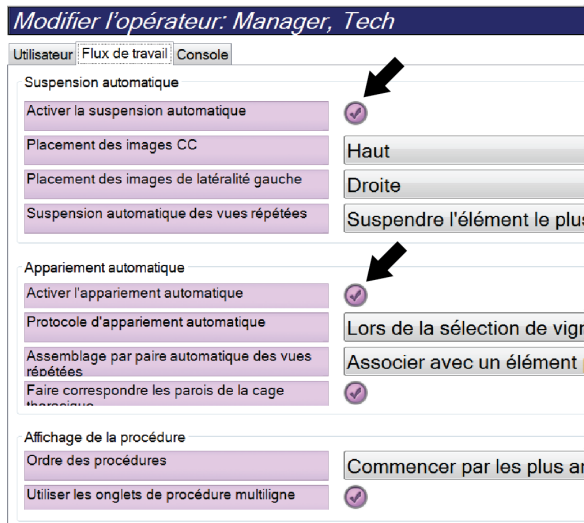 Modifier l'opérateur: Manager, Tech
Utilisateur Flux de travail Console
Suspension automatique
Activer la suspension automatique
Placement des images CC Haut
Placement des images de latéralité gauche Droite
Suspension automatique des vues répétées Suspendre l'élément le plus
Appariement automatique
Activer l'appariement automatique
Protocole d'appariement automatique Lors de la sélection de vign
Assemblage par paire automatique des vues répétées Associer avec un élément
Faire correspondre les parois de la cage thoracique
Affichage de la procédure
Ordre des procédures Commencer par les plus an
Utiliser les onglets de procédure multiligne